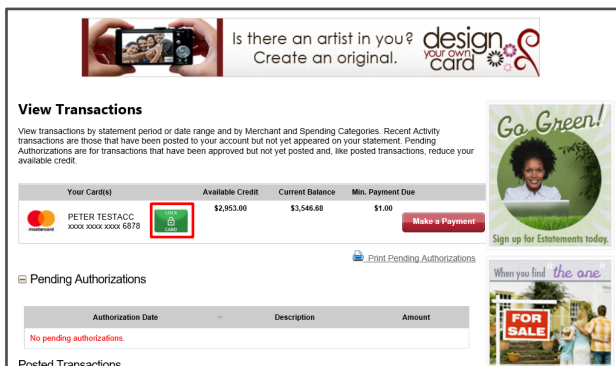 Is there an artist in you?
Create an original.
design
your own
card
View Transactions
View transactions by statement period or date range and by Merchant and Spending Categories. Recent Activity
transactions are those that have been posted to your account but not yet appeared on your statement. Pending
Authorizations are for transactions that have been approved but not yet posted and, like posted transactions, reduce your
available credit.
Your Card(s) Available Credit Current Balance Min. Payment Due
mastercard
PETER TESTACC
xxxx xxxx xxxx 6878
LOCK
CARD
$2,953.00 $3,546.68 $1.00
Make a Payment
Print Pending Authorizations
Pending Authorizations
Authorization Date Description Amount
No pending authorizations.
Posted Transactions
Go Green!
Sign up for Estatements today.
When you find "the one"
FOR
SALE